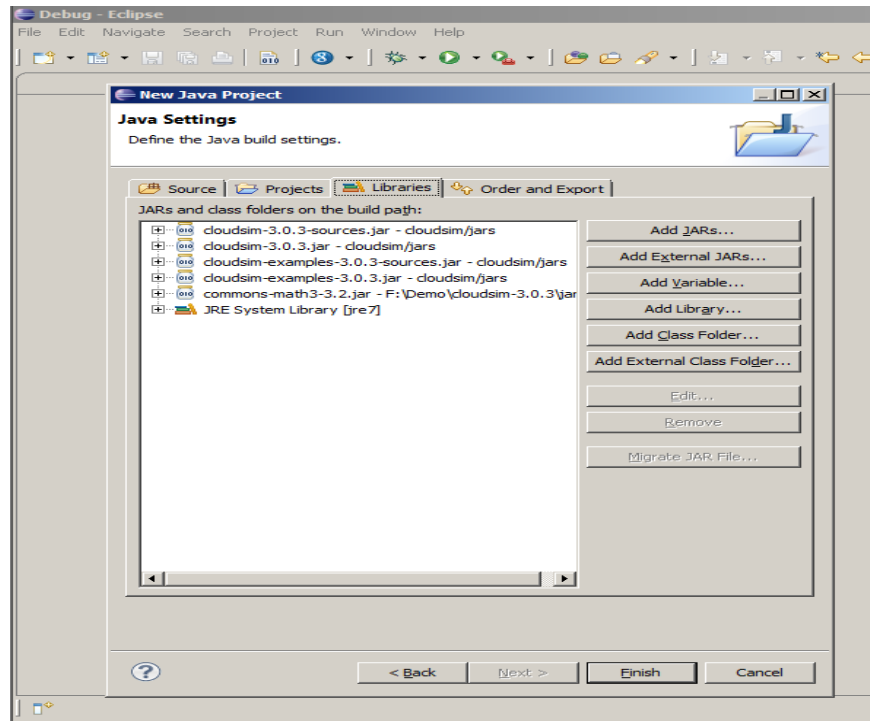 Debug - Eclipse
File Edit Navigate Search Project Run Window Help
New Java Project
Java Settings
Define the Java build settings.
Source Projects Libraries Order and Export
JARs and class folders on the build path:
cloudsim-3.0.3-sources.jar - cloudsim/jars
cloudsim-3.0.3.jar - cloudsim/jars
cloudsim-examples-3.0.3-sources.jar - cloudsim/jars
cloudsim-examples-3.0.3.jar - cloudsim/jars
commons-math3-3.2.jar - F:\Demo\cloudsim-3.0.3\jar
JRE System Library [jre7]
Add JARs...
Add External JARs...
Add Variable...
Add Library...
Add Class Folder...
Add External Class Folder...
Edit...
Remove
Migrate JAR File...
? < Back Next > Finish Cancel